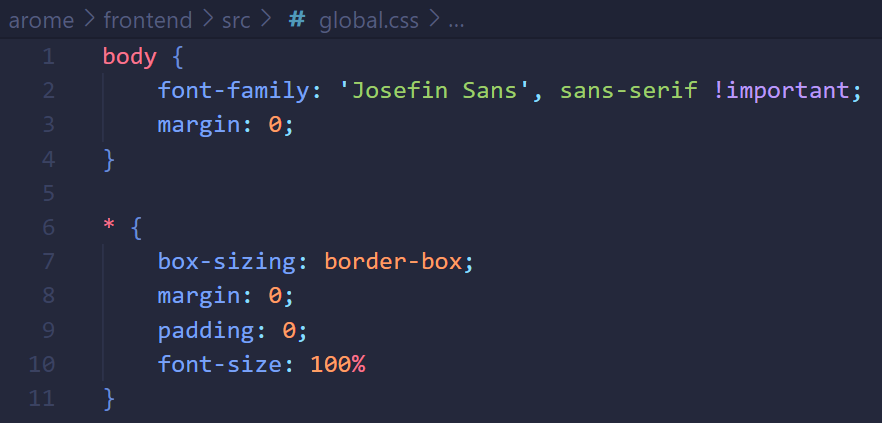 arome > frontend > src > # global.css > ...
1 body {
2     font-family: 'Josefin Sans', sans-serif !important;
3     margin: 0;
4 }
5
6 * {
7     box-sizing: border-box;
8     margin: 0;
9     padding: 0;
10     font-size: 100%
11 }